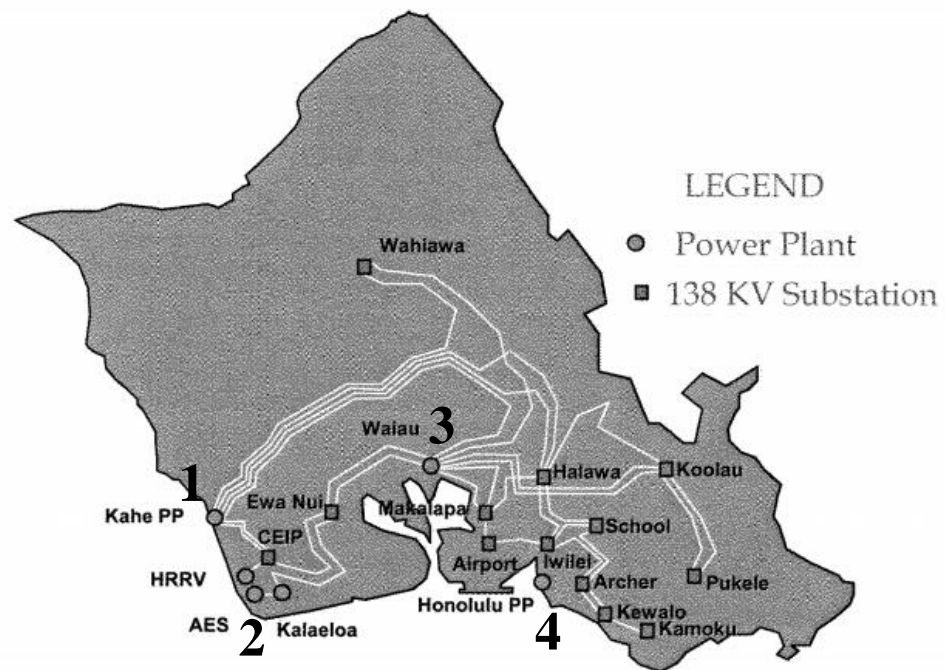 LEGEND
Wahiawa
Power Plant
138 KV Substation
Waiau
3
1
Halawa
Koolau
Ewa Nui
Makalapa
Kahe PP
School
CEIP
Airport
Iwilei
HRRV
Pukele
Archer
Honolulu PP
AES
2
Kalaeloa
4
Kewalo
Kamoku